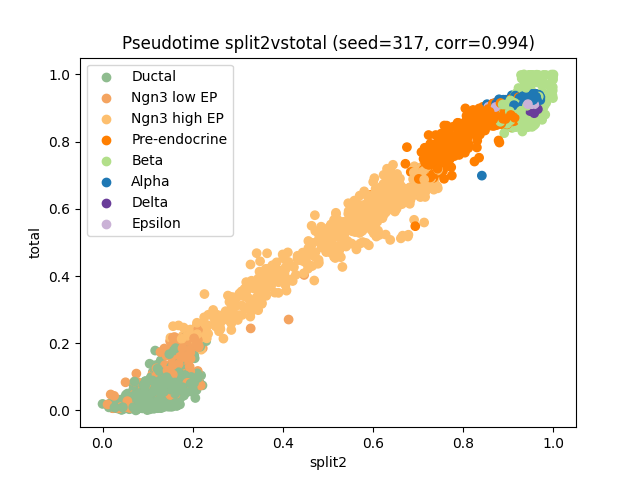 Pseudotime split2vstotal (seed=317, corr=0.994)
Ductal
Ngn3 low EP
Ngn3 high EP
Pre-endocrine
Beta
Alpha
Delta
Epsilon
total
1.0
0.8
0.6
0.4
0.2
0.0
0.0 0.2 0.4 0.6 0.8 1.0
split2